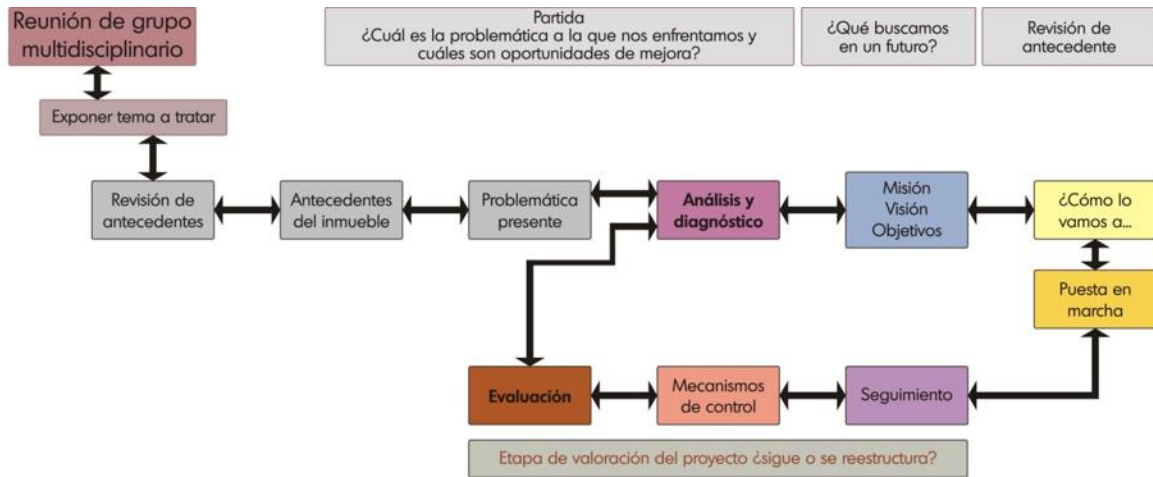 Reunión de grupo
multidisciplinario
Partida
¿Cuál es la problemática a la que nos enfrentamos y
cuáles son oportunidades de mejora?
¿Qué buscamos
en un futuro?
Revisión de
antecedente
Exponer tema a tratar
Revisión de
antecedentes
Antecedentes
del inmueble
Problemática
presente
Análisis y
diagnóstico
Misión
Visión
Objetivos
¿Cómo lo
vamos a...
Puesta en
marcha
Evaluación
Mecanismos
de control
Seguimiento
Etapa de valoración del proyecto ¿sigue o se reestructura?